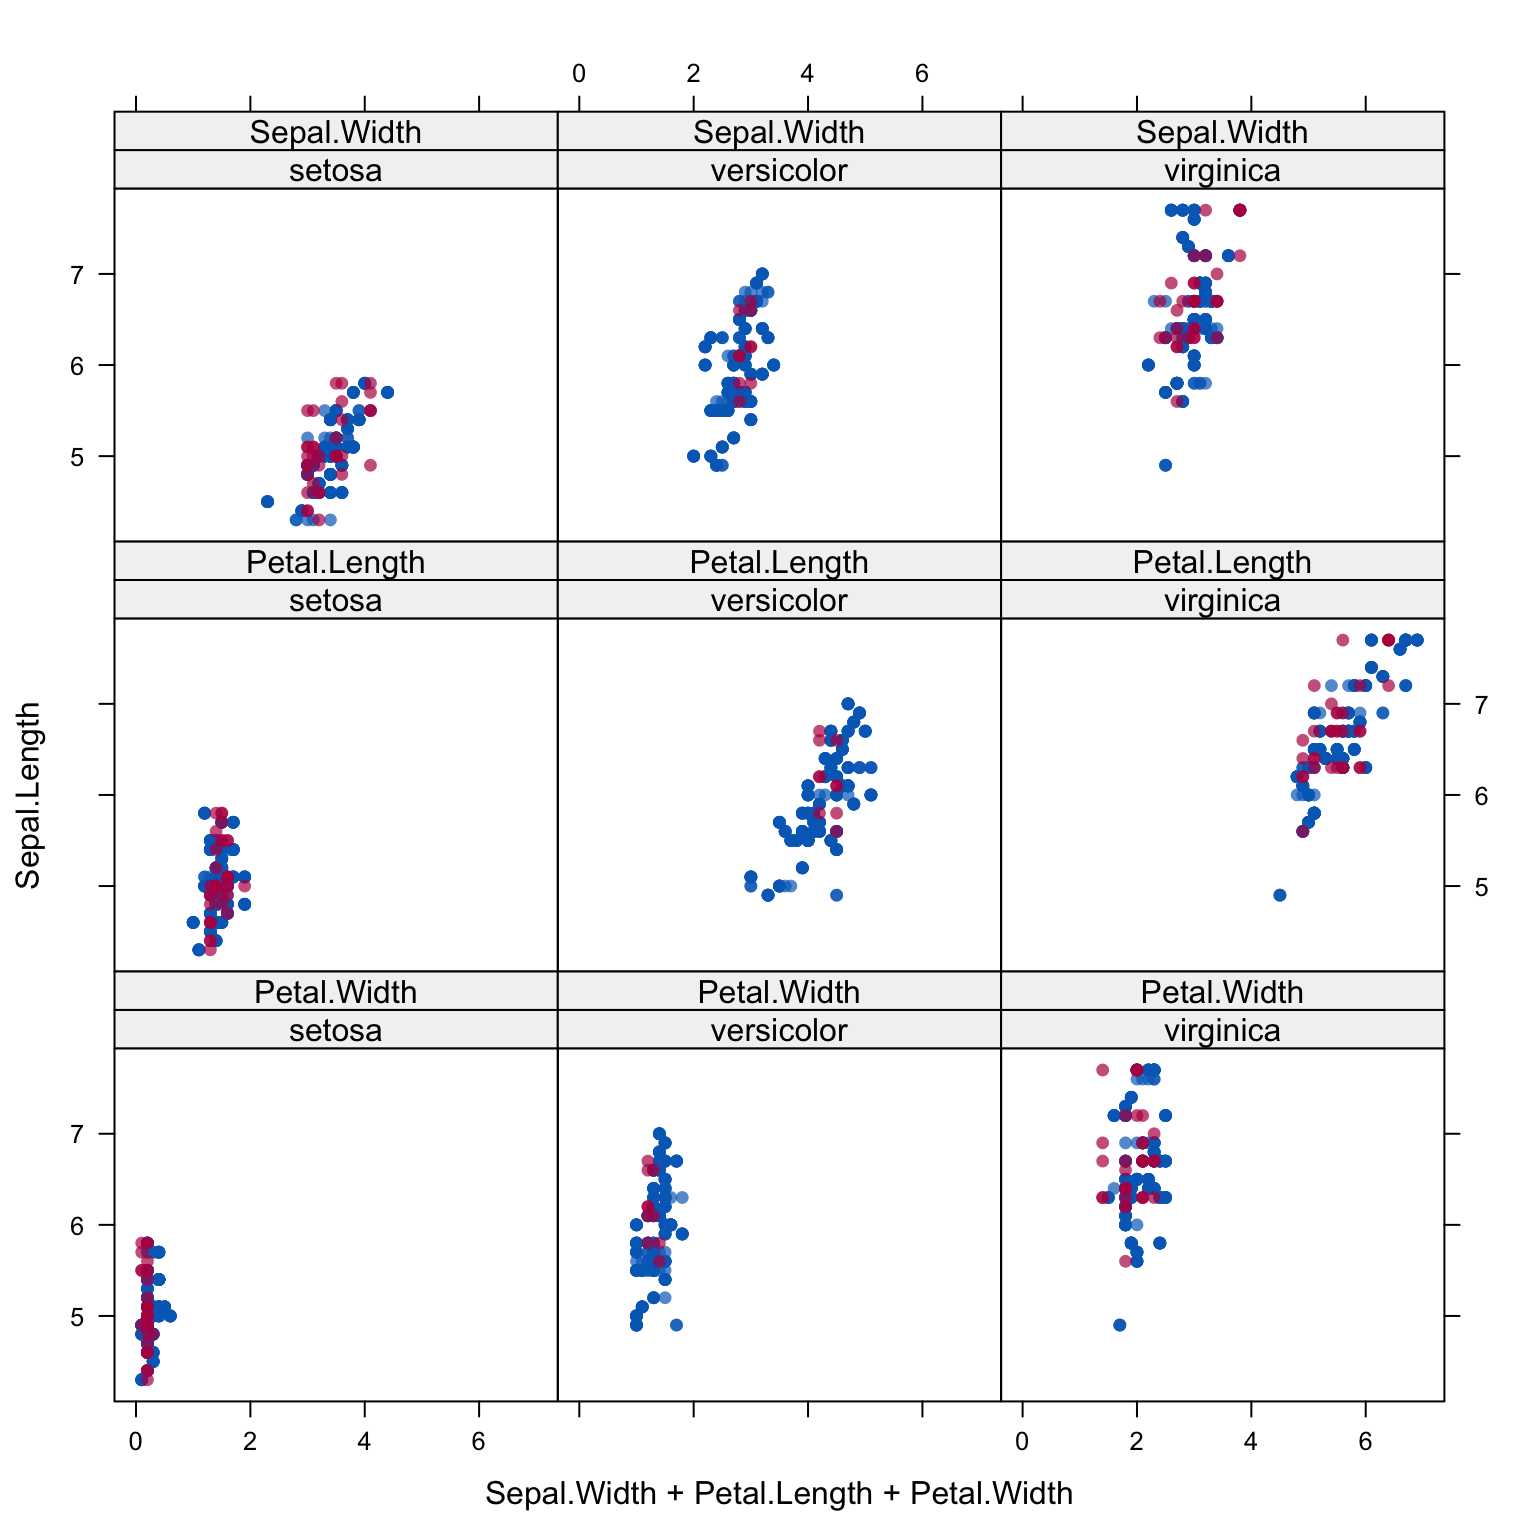 0 2 4 6
Sepal.Width Sepal.Width Sepal.Width
setosa versicolor virginica
7
6
5
Petal.Length Petal.Length Petal.Length
setosa versicolor virginica
Sepal.Length
7
6
5
Petal.Width Petal.Width Petal.Width
setosa versicolor virginica
7
6
5
0 2 4 6 0 2 4 6
Sepal.Width + Petal.Length + Petal.Width